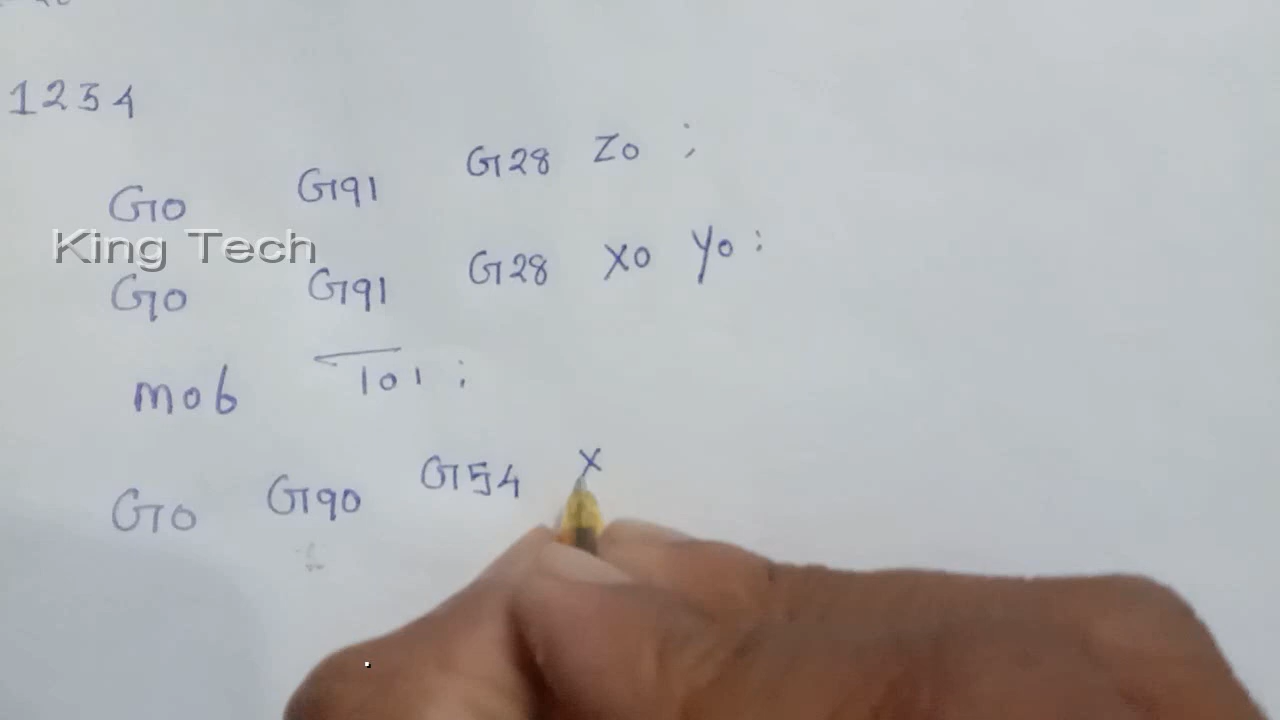 1234
G0 G91 G28 Z0 ;
King Tech
G0 G91 G28 X0 Y0 :
m06 T01 ;
G0 G90 G54 X